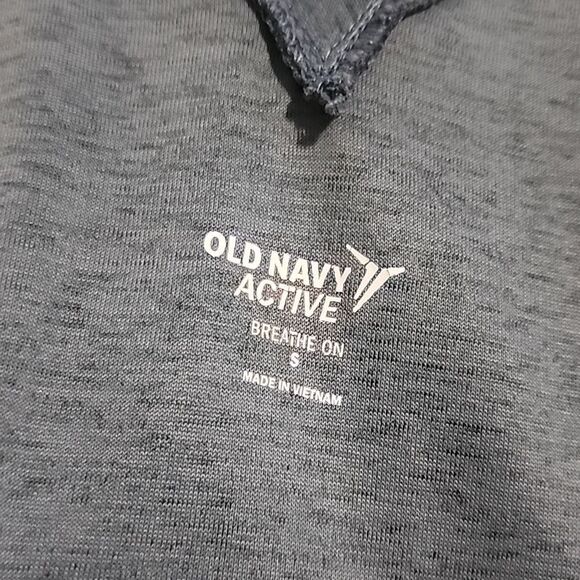 OLD NAVY
ACTIVE
BREATHE ON
S
MADE IN VIETNAM